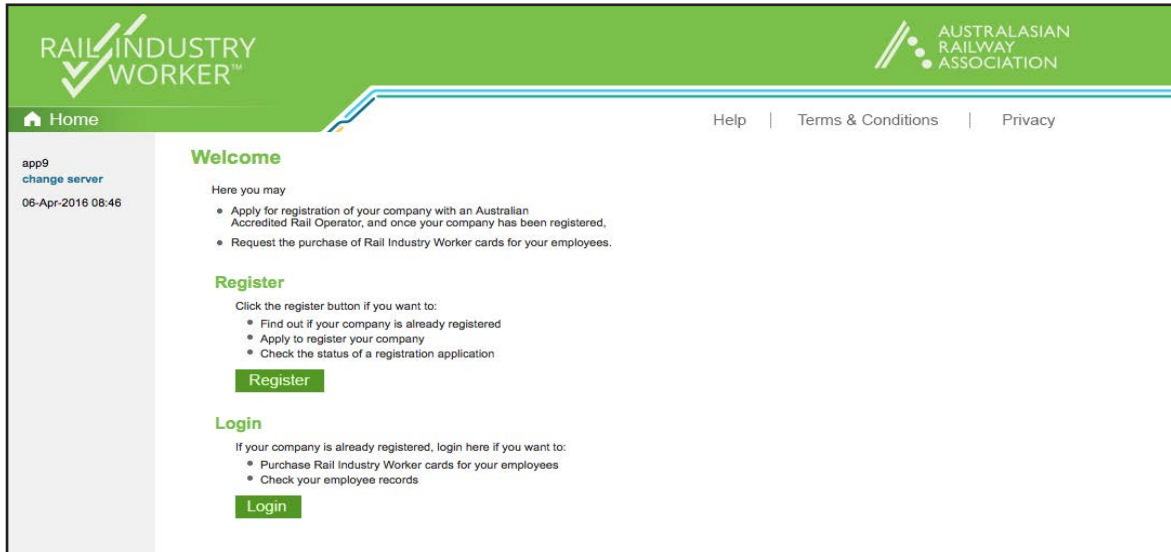 RAIL INDUSTRY
WORKER™
AUSTRALASIAN
RAILWAY
ASSOCIATION
Home
Help | Terms & Conditions | Privacy
app9
change server
06-Apr-2016 08:46
Welcome
Here you may
• Apply for registration of your company with an Australian
Accredited Rail Operator, and once your company has been registered,
• Request the purchase of Rail Industry Worker cards for your employees.
Register
Click the register button if you want to:
• Find out if your company is already registered
• Apply to register your company
• Check the status of a registration application
Register
Login
If your company is already registered, login here if you want to:
• Purchase Rail Industry Worker cards for your employees
• Check your employee records
Login